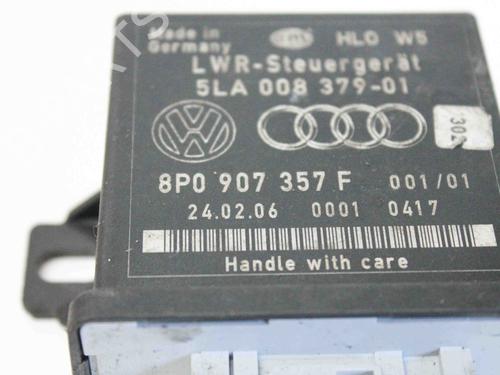 Made in
Germany
HLO W5
LWR-Steuergerät
5LA 008 379-01
302
8P0 907 357 F 001/01
24.02.06 0001 0417
Handle with care